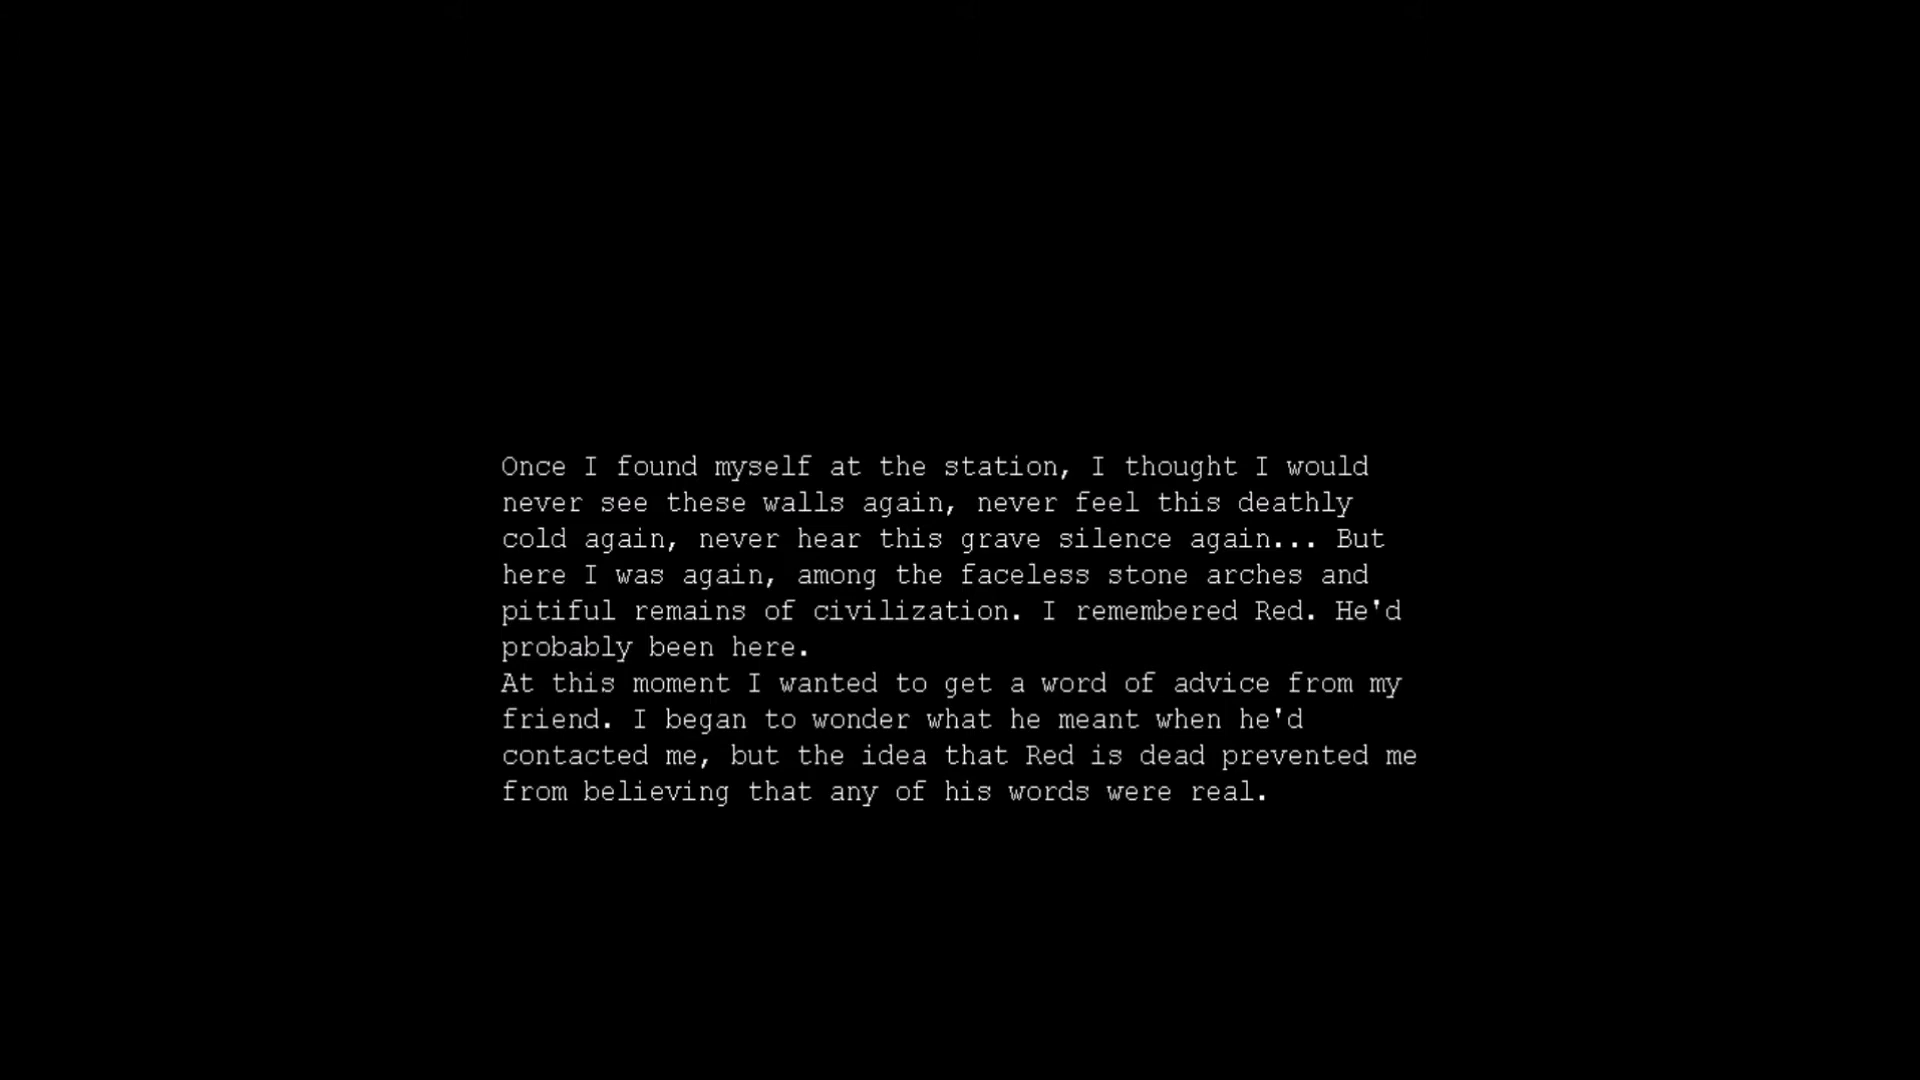 Once I found myself at the station, I thought I would
never see these walls again, never feel this deathly
cold again, never hear this grave silence again... But
here I was again, among the faceless stone arches and
pitiful remains of civilization. I remembered Red. He'd
probably been here.
At this moment I wanted to get a word of advice from my
friend. I began to wonder what he meant when he'd
contacted me, but the idea that Red is dead prevented me
from believing that any of his words were real.